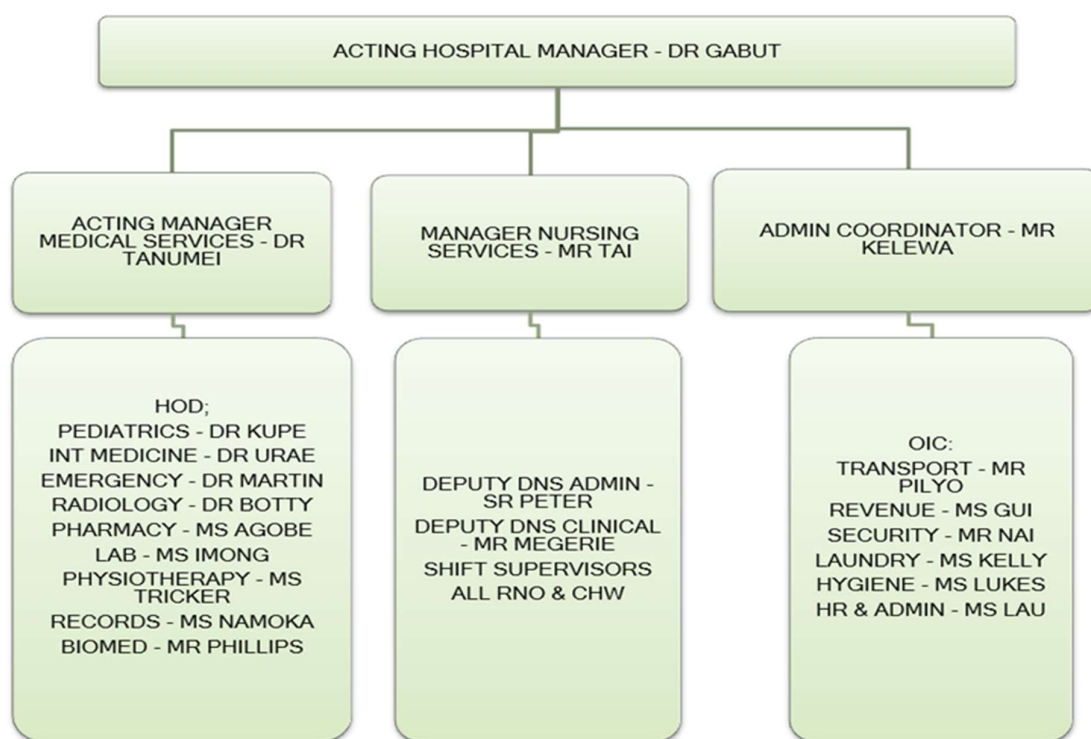 ACTING HOSPITAL MANAGER - DR GABUT
ACTING MANAGER
MEDICAL SERVICES - DR
TANUMEI
MANAGER NURSING
SERVICES - MR TAI
ADMIN COORDINATOR - MR
KELEWA
HOD;
PEDIATRICS - DR KUPE
INT MEDICINE - DR URAE
EMERGENCY - DR MARTIN
RADIOLOGY - DR BOTTY
PHARMACY - MS AGOBE
LAB - MS IMONG
PHYSIOTHERAPY - MS
TRICKER
RECORDS - MS NAMOKA
BIOMED - MR PHILLIPS
DEPUTY DNS ADMIN -
SR PETER
DEPUTY DNS CLINICAL
- MR MEGERIE
SHIFT SUPERVISORS
ALL RNO & CHW
OIC:
TRANSPORT - MR
PILYO
REVENUE - MS GUI
SECURITY - MR NAI
LAUNDRY - MS KELLY
HYGIENE - MS LUKES
HR & ADMIN - MS LAU